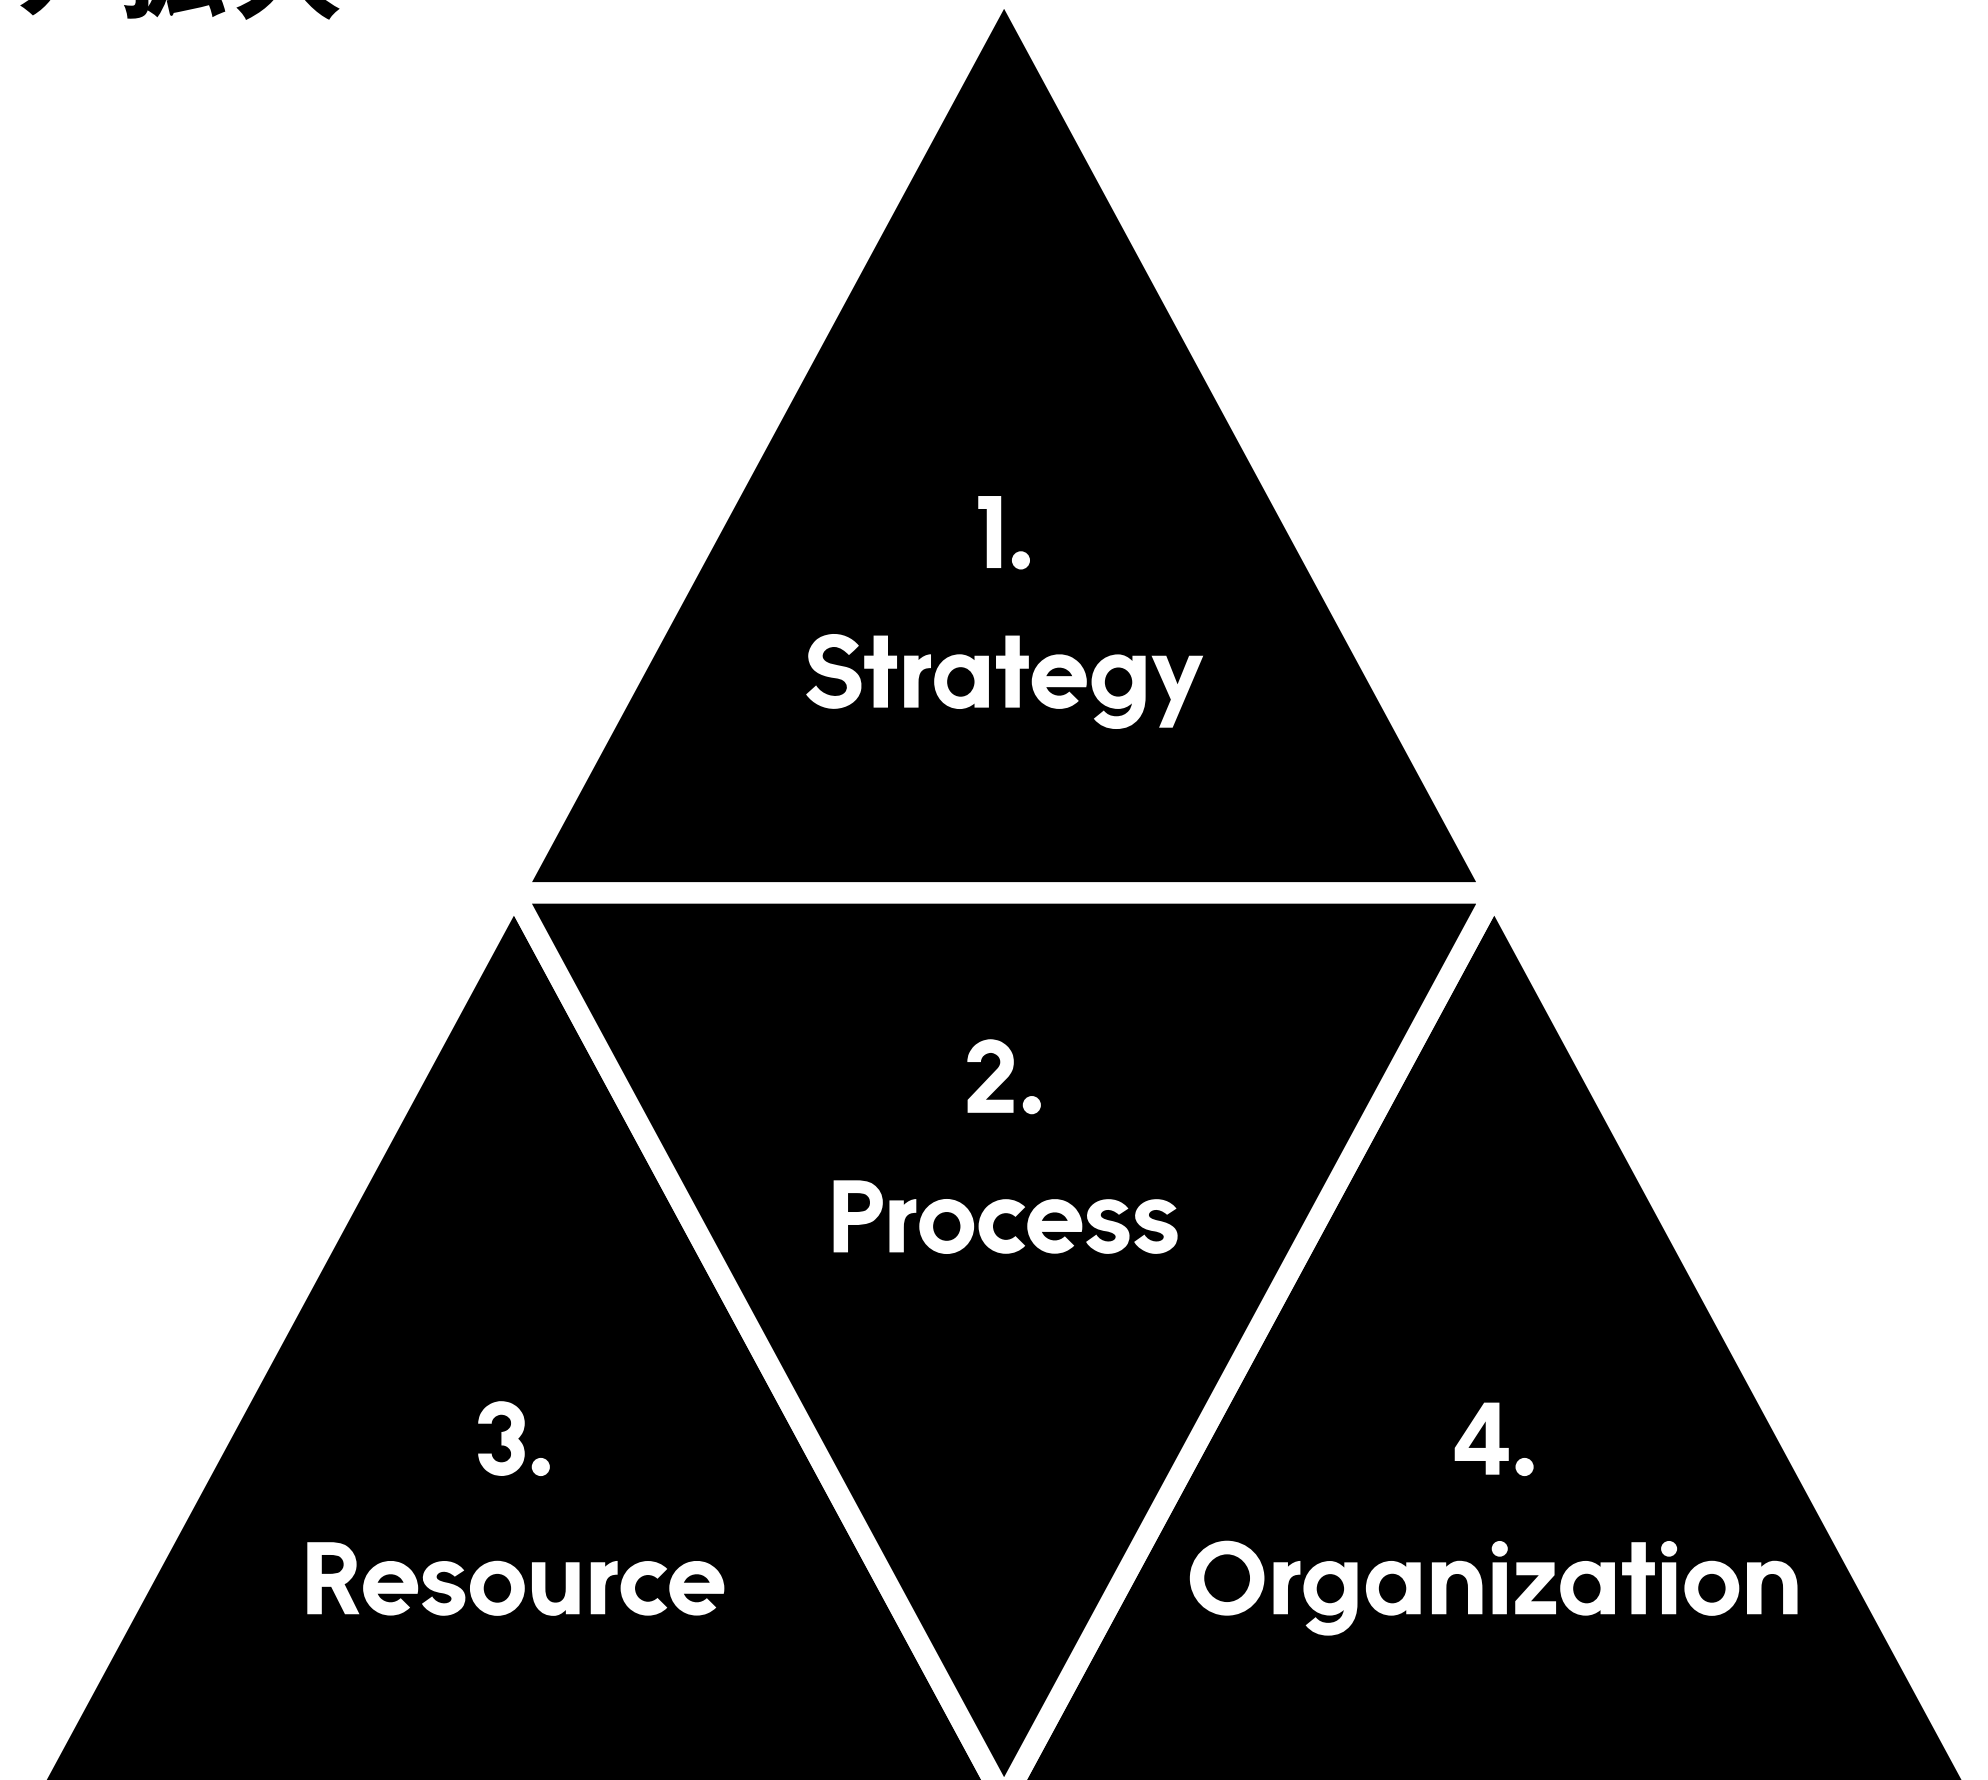 1.
Strategy
2.
Process
3.
Resource
4.
Organization